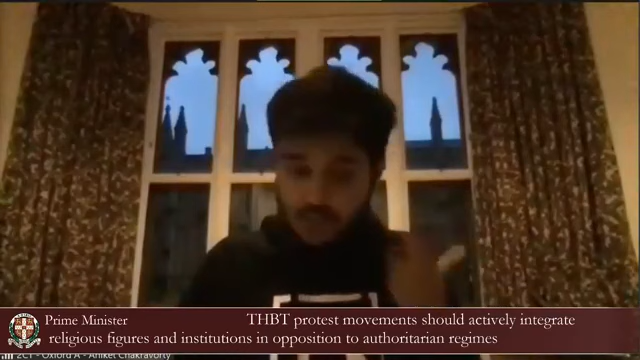 Prime Minister
THBT protest movements should actively integrate
religious figures and institutions in opposition to authoritarian regimes
Oxford A - Aniket Chakravorty